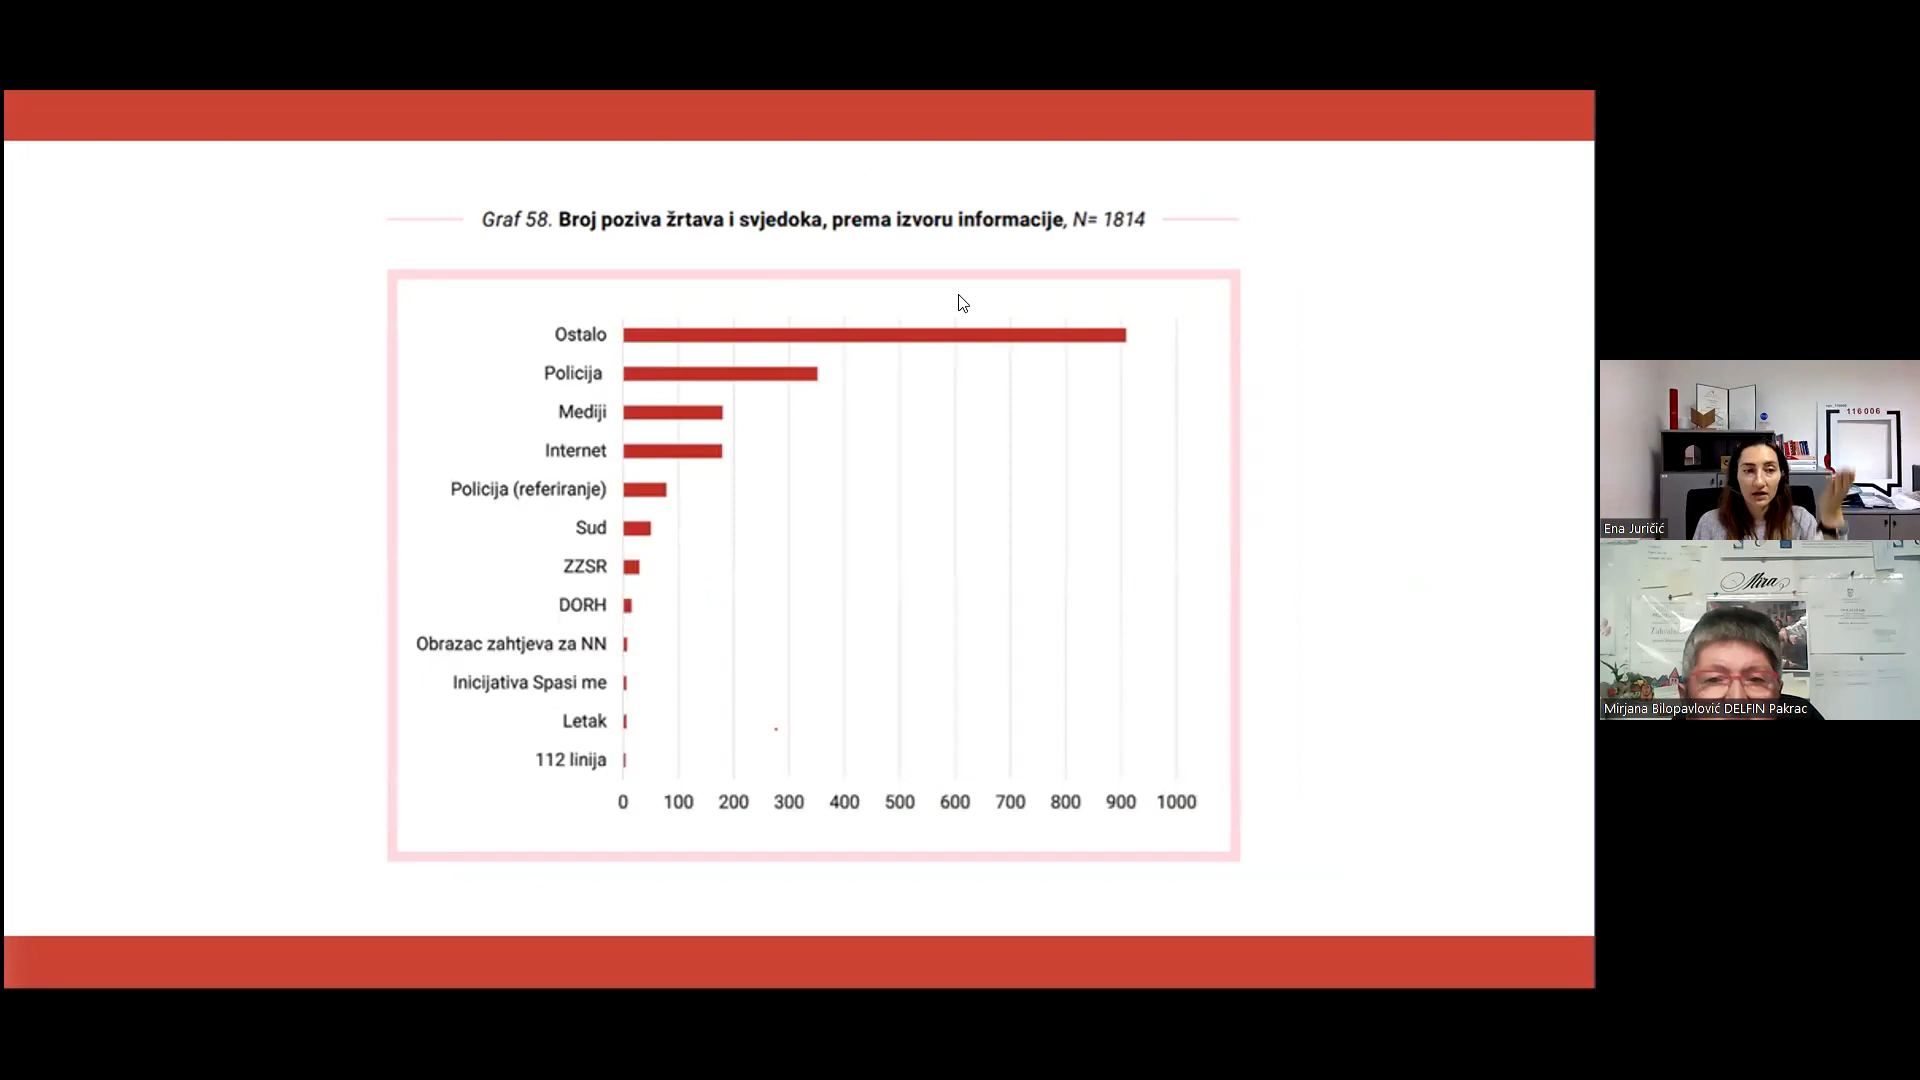 Graf 58. Broj poziva žrtava i svjedoka, prema izvoru informacije, N= 1814
Ostalo
Policija
Mediji
Internet
Policija (referiranje)
Sud
ZZSR
DORH
Obrazac zahtjeva za NN
Inicijativa Spasi me
Letak
112 linija
0 100 200 300 400 500 600 700 800 900 1000
116 006
Ena Juričić
Mira
Mirjana Bilopavlović DELFIN Pakrac